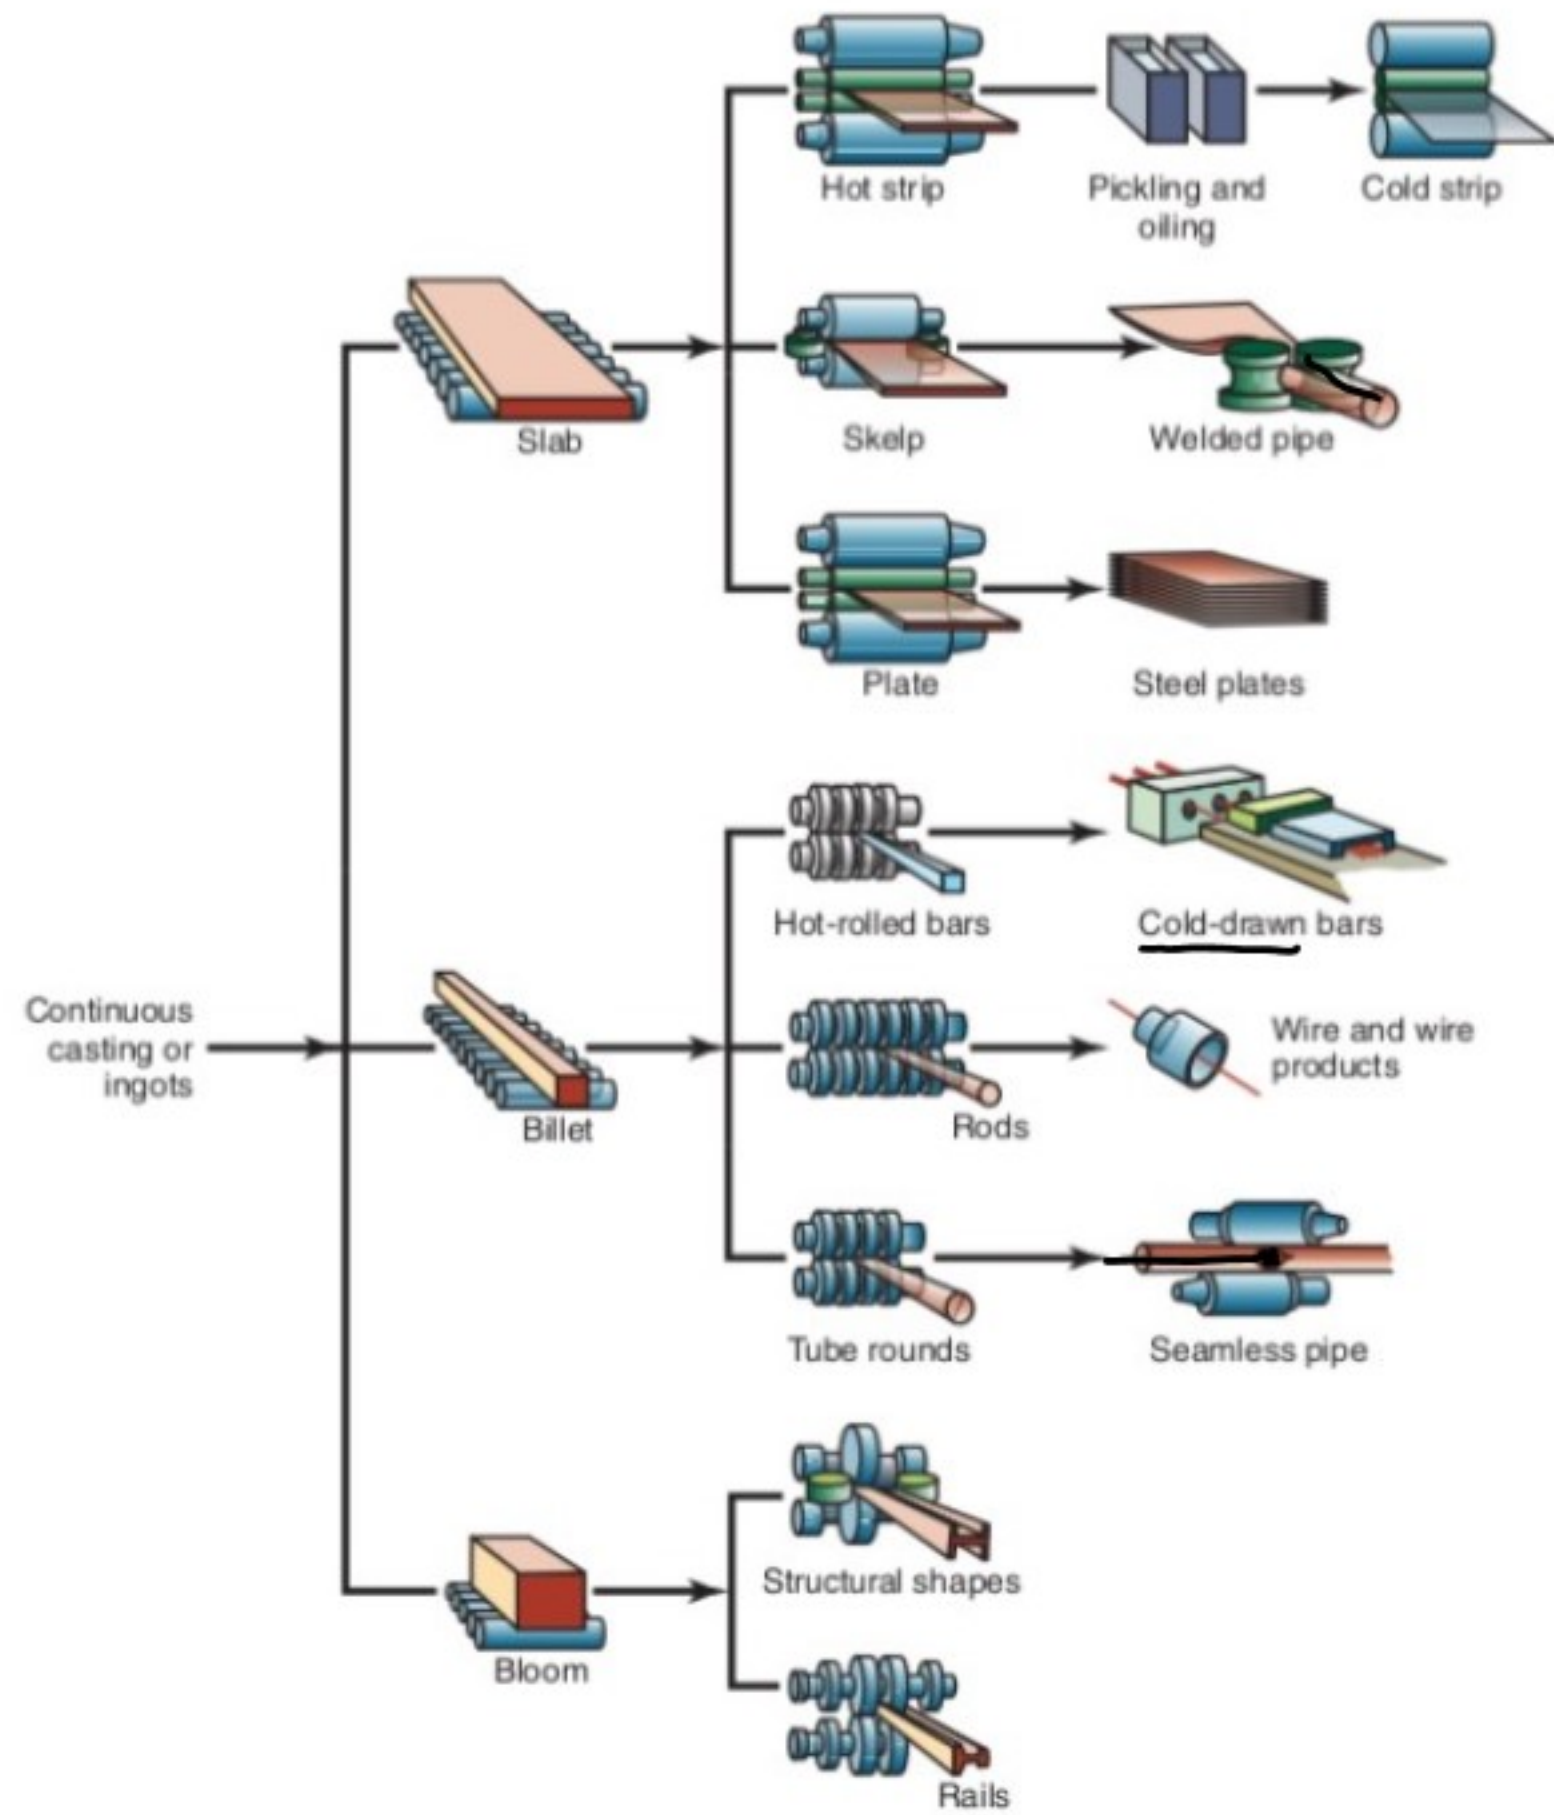 Hot strip
Pickling and
oiling
Cold strip
Slab
Skelp
Welded pipe
Plate
Steel plates
Hot-rolled bars
Cold-drawn bars
Continuous
casting or
ingots
Billet
Rods
Wire and wire
products
Tube rounds
Seamless pipe
Structural shapes
Bloom
Rails